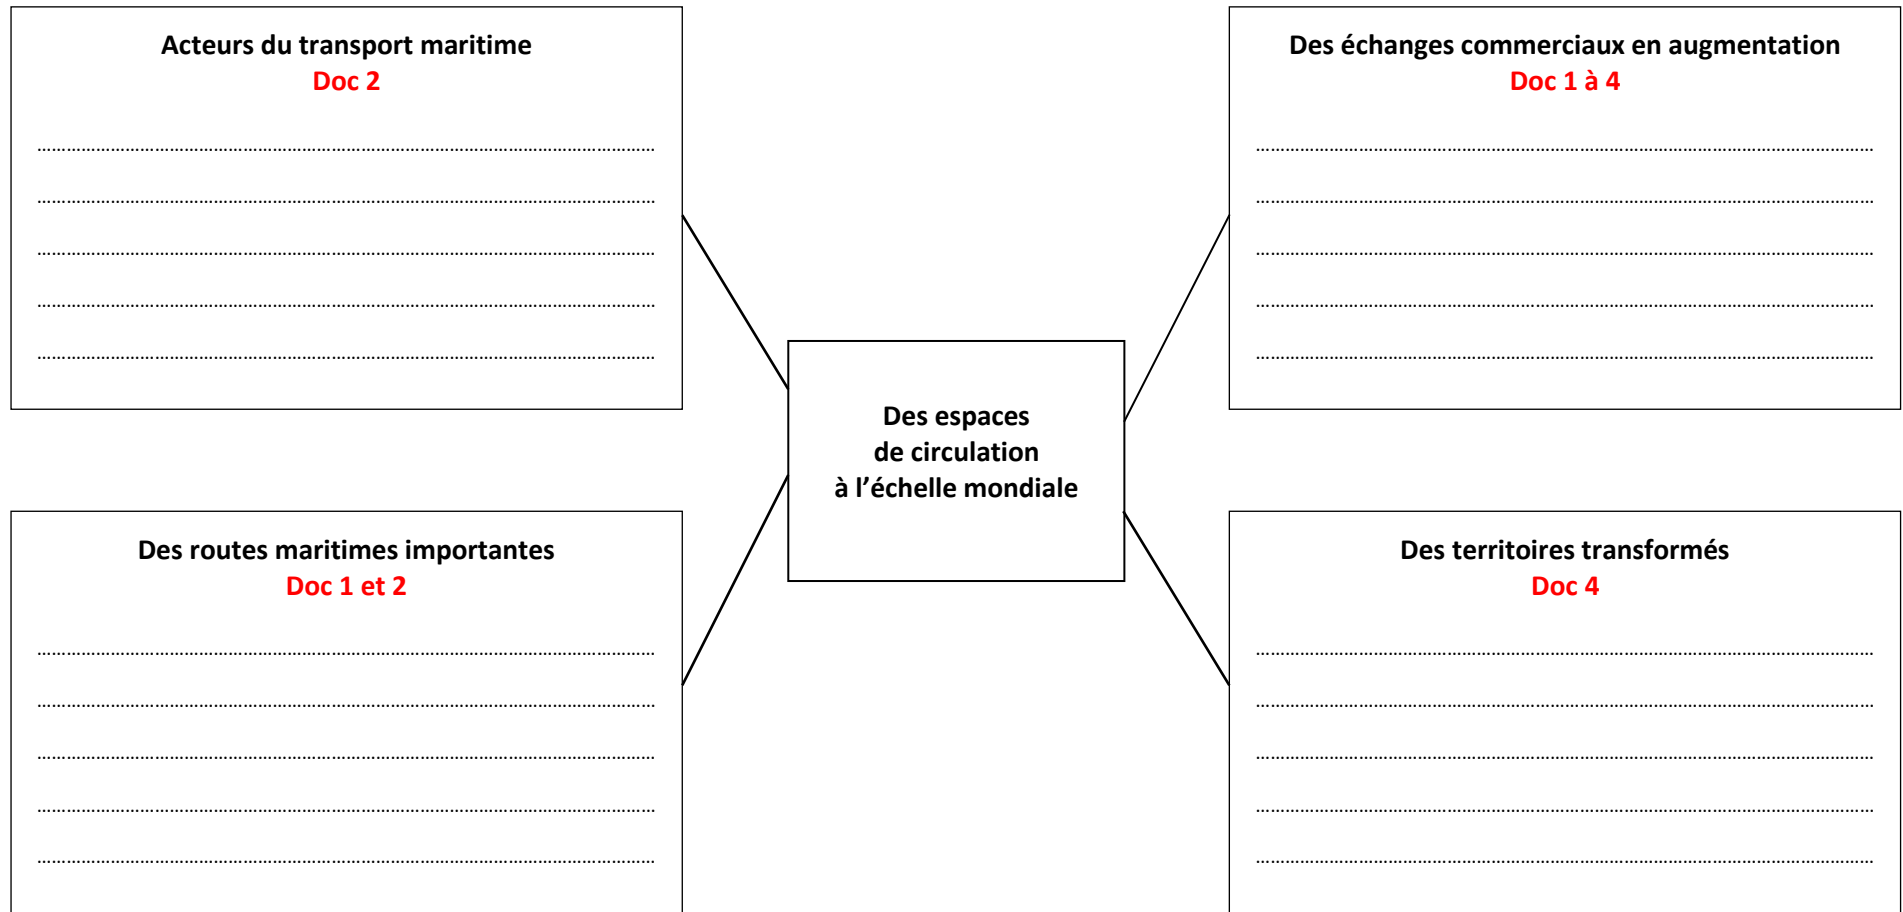 Acteurs du transport maritime
Doc 2
Des échanges commerciaux en augmentation
Doc 1 à 4
Des espaces
de circulation
à l’échelle mondiale
Des routes maritimes importantes
Doc 1 et 2
Des territoires transformés
Doc 4